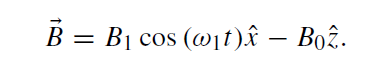 B⃗ = B₁ cos (ω₁t)x̂ − B₀ẑ.